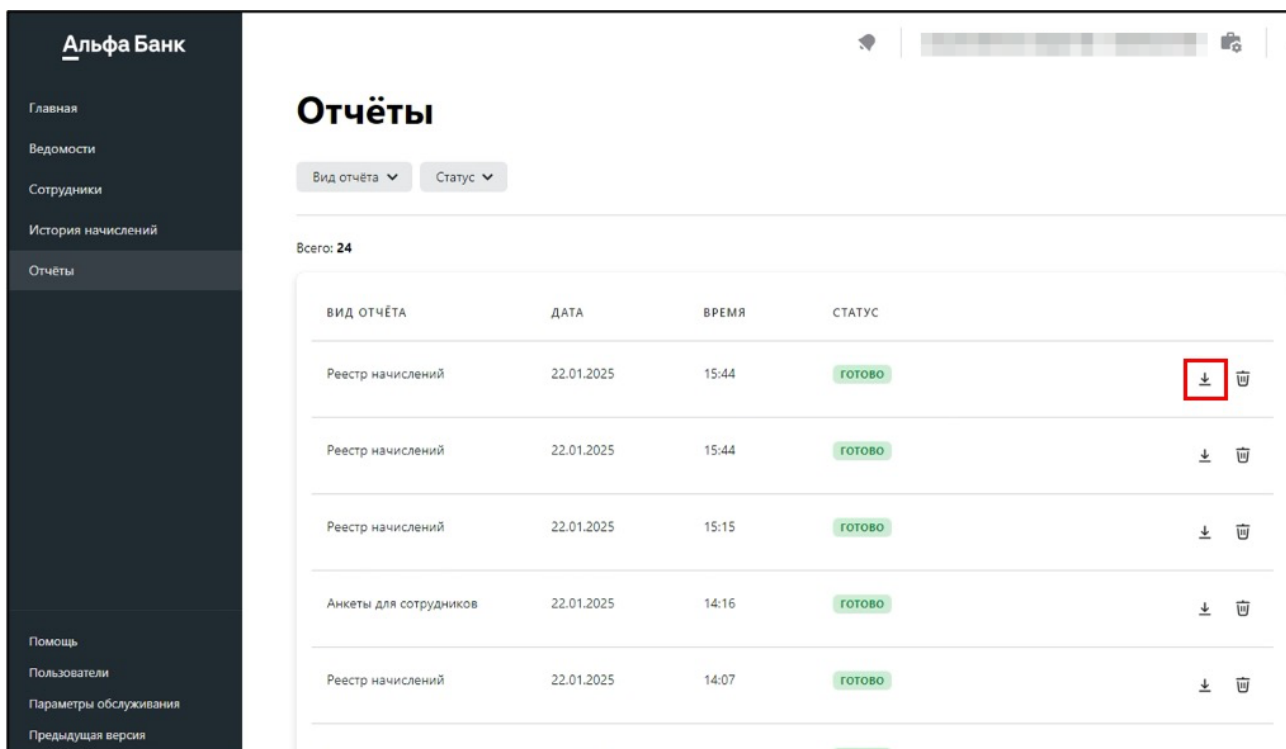 Альфа Банк
Главная
Ведомости
Сотрудники
История начислений
Отчёты
Помощь
Пользователи
Параметры обслуживания
Предыдущая версия
Отчёты
Вид отчёта Статус
Всего: 24
ВИД ОТЧЁТА ДАТА ВРЕМЯ СТАТУС
Реестр начислений 22.01.2025 15:44 ГОТОВО
Реестр начислений 22.01.2025 15:44 ГОТОВО
Реестр начислений 22.01.2025 15:15 ГОТОВО
Анкеты для сотрудников 22.01.2025 14:16 ГОТОВО
Реестр начислений 22.01.2025 14:07 ГОТОВО